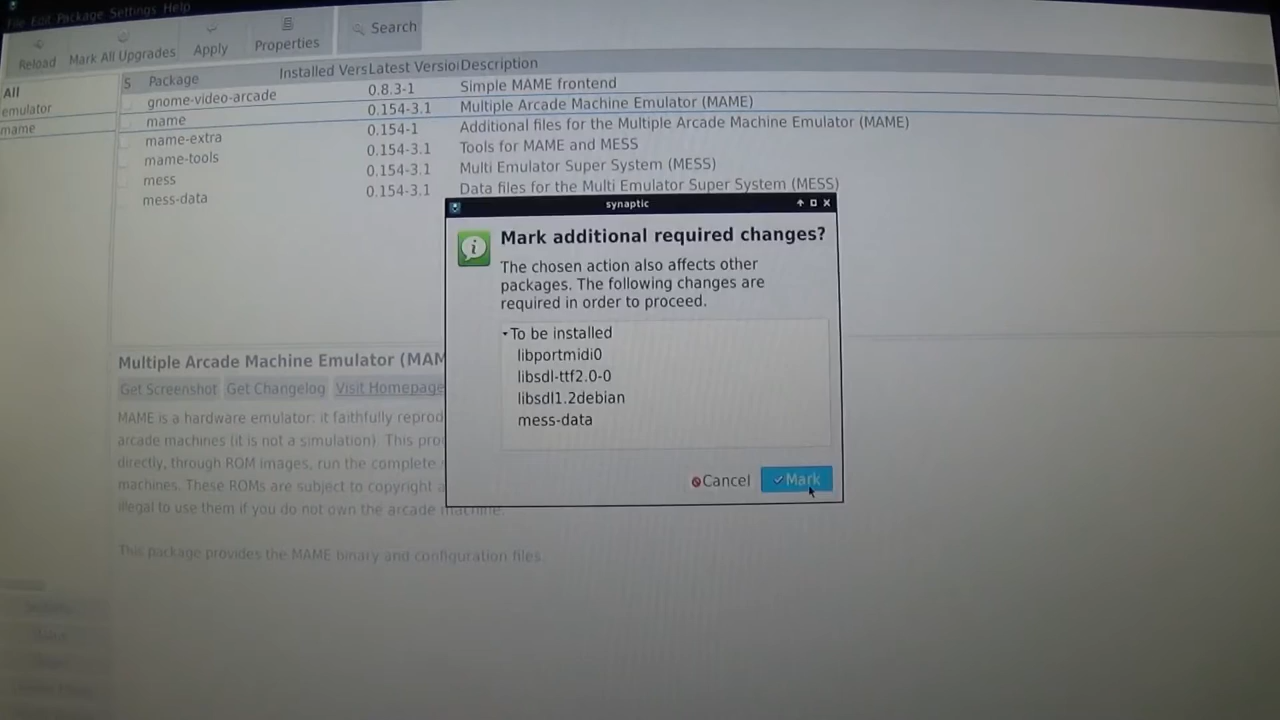 File Edit Package Settings Help
Reload Mark All Upgrades Apply Properties Search
S Package Installed Versi Latest Versioi Description
All
emulator
mame
gnome-video-arcade 0.8.3-1 Simple MAME frontend
mame 0.154-3.1 Multiple Arcade Machine Emulator (MAME)
mame-extra 0.154-1 Additional files for the Multiple Arcade Machine Emulator (MAME)
mame-tools 0.154-3.1 Tools for MAME and MESS
mess 0.154-3.1 Multi Emulator Super System (MESS)
mess-data 0.154-3.1 Data files for the Multi Emulator Super System (MESS)
synaptic
Mark additional required changes?
The chosen action also affects other
packages. The following changes are
required in order to proceed.
To be installed
libportmidi0
libsdl-ttf2.0-0
libsdl1.2debian
mess-data
Cancel Mark
Multiple Arcade Machine Emulator (MAM
Get Screenshot Get Changelog Visit Homepage
MAME is a hardware emulator: it faithfully reprod
arcade machines (it is not a simulation). This pro
directly, through ROM images, run the complete
machines. These ROMs are subject to copyright a
illegal to use them if you do not own the arcade machine.
This package provides the MAME binary and configuration files.